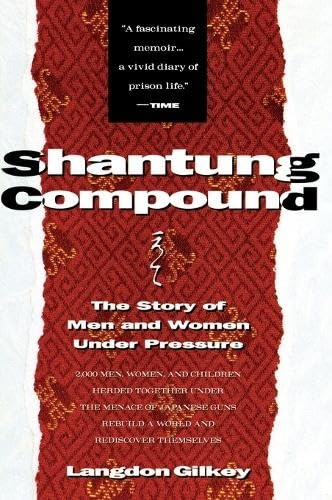 "A fascinating
memoir...
a vivid diary of
prison life."
—TIME
Shantung
Compound
The Story of
Men and Women
Under Pressure
2,000 MEN, WOMEN, AND CHILDREN
HERDED TOGETHER UNDER
THE MENACE OF JAPANESE GUNS
REBUILD A WORLD AND
REDISCOVER THEMSELVES
Langdon Gilkey